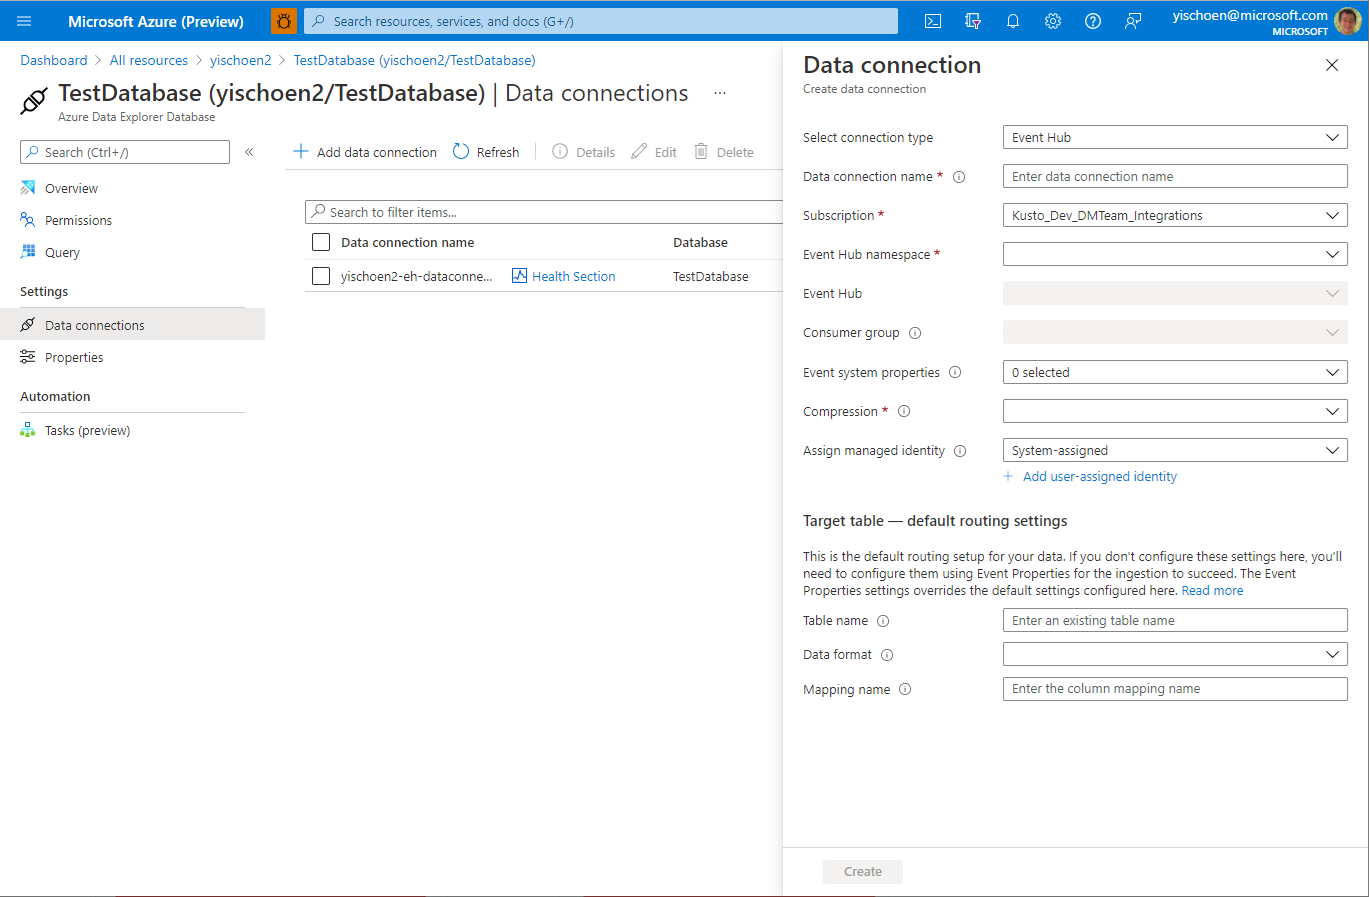 Microsoft Azure (Preview)
Search resources, services, and docs (G+/)
yischoen@microsoft.com
MICROSOFT
Dashboard > All resources > yischoen2 > TestDatabase (yischoen2/TestDatabase)
TestDatabase (yischoen2/TestDatabase) | Data connections ...
Azure Data Explorer Database
Search (Ctrl+/)
«
Overview
Permissions
Query
Settings
Data connections
Properties
Automation
Tasks (preview)
Add data connection
Refresh
Details
Edit
Delete
Search to filter items...
Data connection name
Database
yischoen2-eh-dataconne...
Health Section
TestDatabase
Data connection
Create data connection
Select connection type
Event Hub
Data connection name *
Enter data connection name
Subscription *
Kusto_Dev_DMTeam_Integrations
Event Hub namespace *
Event Hub
Consumer group
Event system properties
0 selected
Compression *
Assign managed identity
System-assigned
+ Add user-assigned identity
Target table — default routing settings
This is the default routing setup for your data. If you don't configure these settings here, you'll
need to configure them using Event Properties for the ingestion to succeed. The Event
Properties settings overrides the default settings configured here. Read more
Table name
Enter an existing table name
Data format
Mapping name
Enter the column mapping name
Create